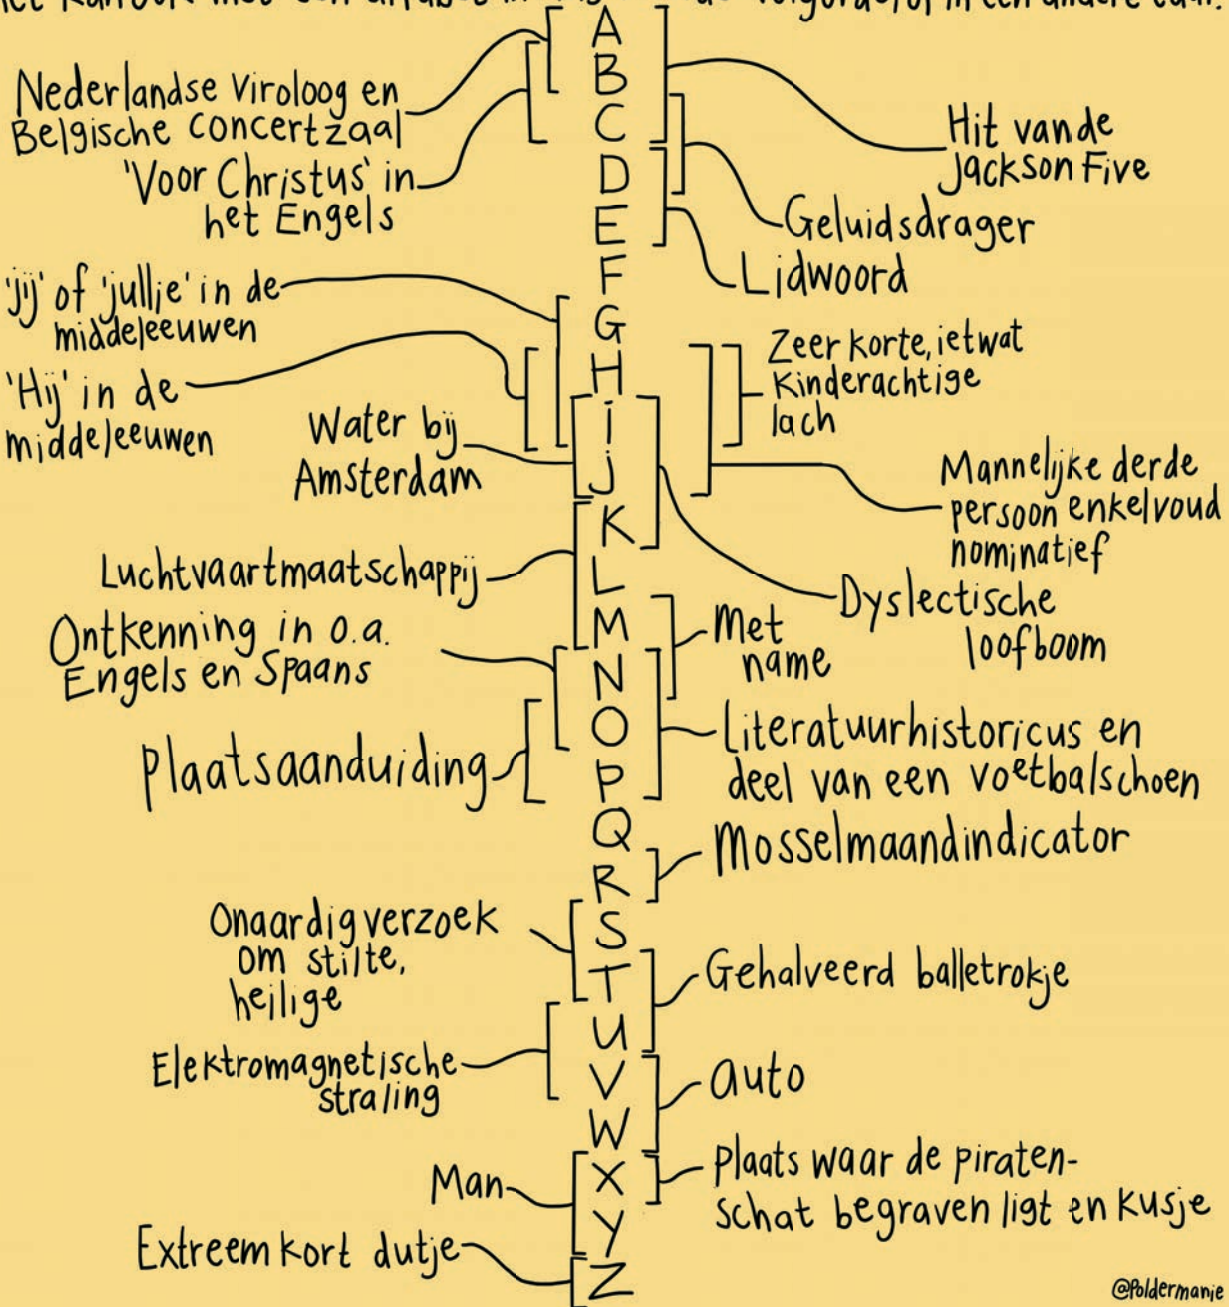 A
B
C
D
E
F
G
H
i
j
K
L
M
N
O
P
Q
R
S
T
U
V
W
X
Y
Z
Nederlandse Viroloog en
Belgische concertzaal
'Voor Christus' in
het Engels
'jij' of 'jullie' in de
middeleeuwen
'Hij' in de
middeleeuwen
Water bij
Amsterdam
Luchtvaartmaatschappij
Ontkenning in o.a.
Engels en Spaans
Plaatsaanduiding
Onaardig verzoek
om stilte,
heilige
Elektromagnetische
straling
Man
Extreem kort dutje
Hit van de
Jackson Five
Geluidsdrager
Lidwoord
Zeer korte, ietwat
Kinderachtige
lach
Mannelijke derde
persoon enkelvoud
nominatief
Dyslectische
loofboom
Met
name
Literatuurhistoricus en
deel van een voetbalschoen
Mosselmaandindicator
Gehalveerd balletrokje
auto
Plaats waar de piraten-
schat begraven ligt en kusje
@Poldermanie